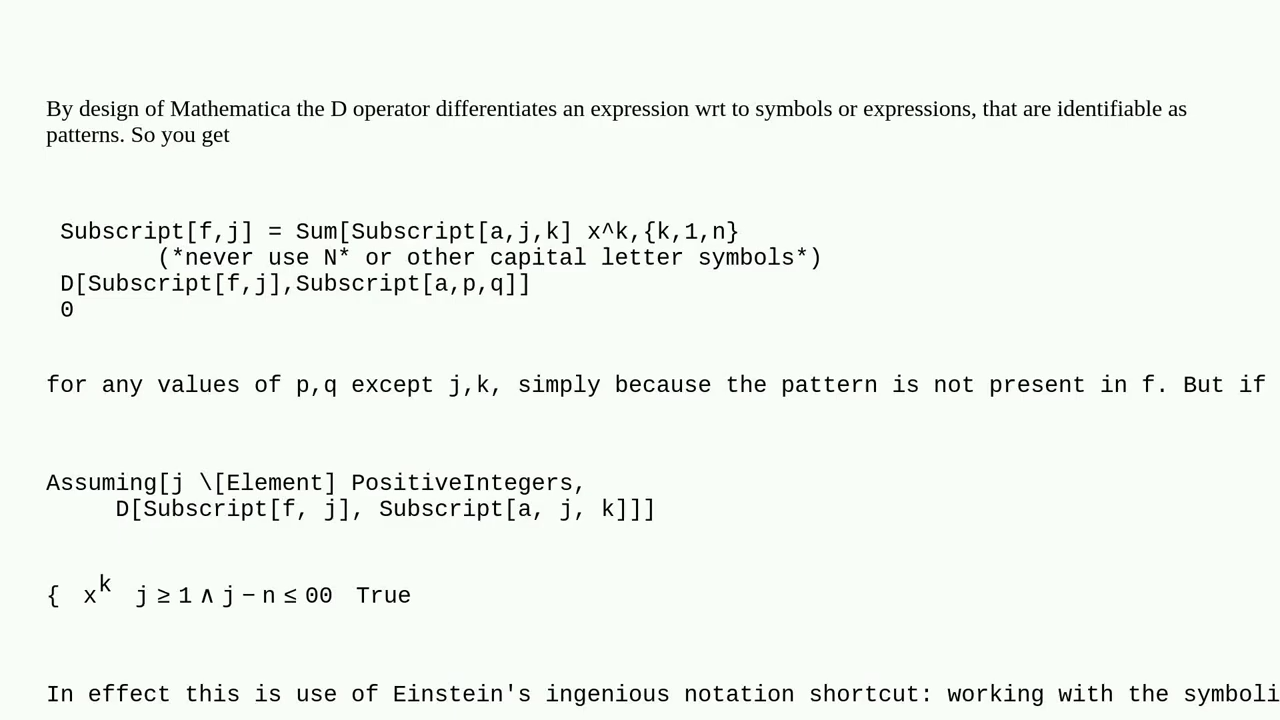 By design of Mathematica the D operator differentiates an expression wrt to symbols or expressions, that are identifiable as
patterns. So you get
Subscript[f,j] = Sum[Subscript[a,j,k] x^k,{k,1,n}
(*never use N* or other capital letter symbols*)
D[Subscript[f,j],Subscript[a,p,q]]
0
for any values of p,q except j,k, simply because the pattern is not present in f. But if
Assuming[j \[Element] PositiveIntegers,
D[Subscript[f, j], Subscript[a, j, k]]]
{ x^k j ≥ 1 ∧ j − n ≤ 00 True
In effect this is use of Einstein's ingenious notation shortcut: working with the symboli